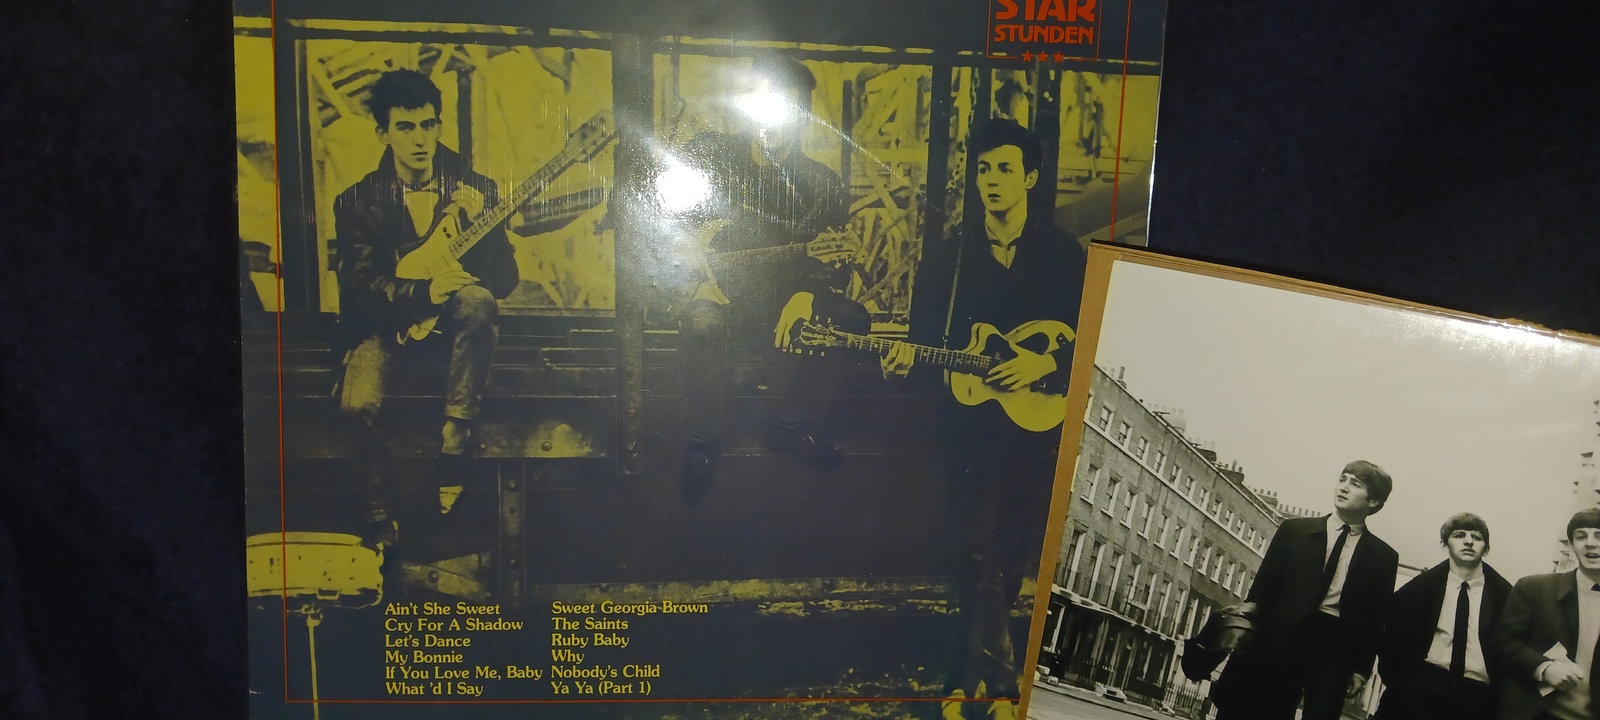 STAR
STUNDEN
Ain't She Sweet
Cry For A Shadow
Let's Dance
My Bonnie
If You Love Me, Baby
What 'd I Say
Sweet Georgia Brown
The Saints
Ruby Baby
Why
Nobody's Child
Ya Ya (Part 1)